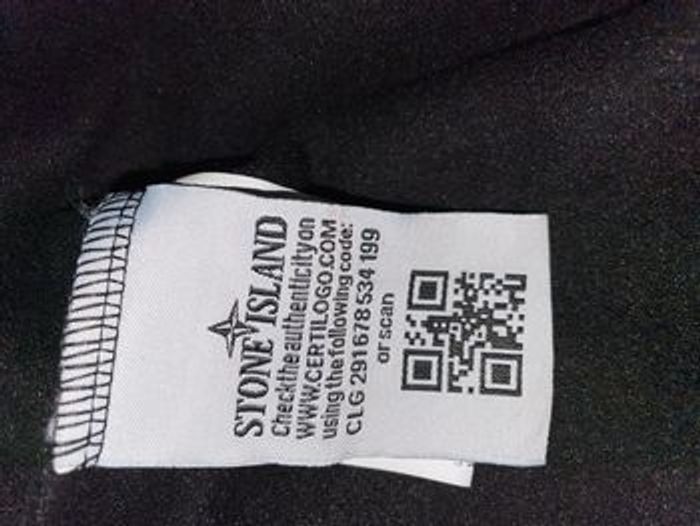 STONE ISLAND
Check the authenticity on
WWW.CERTILOGO.COM
using the following code:
CLG 291 678 534 199
or scan